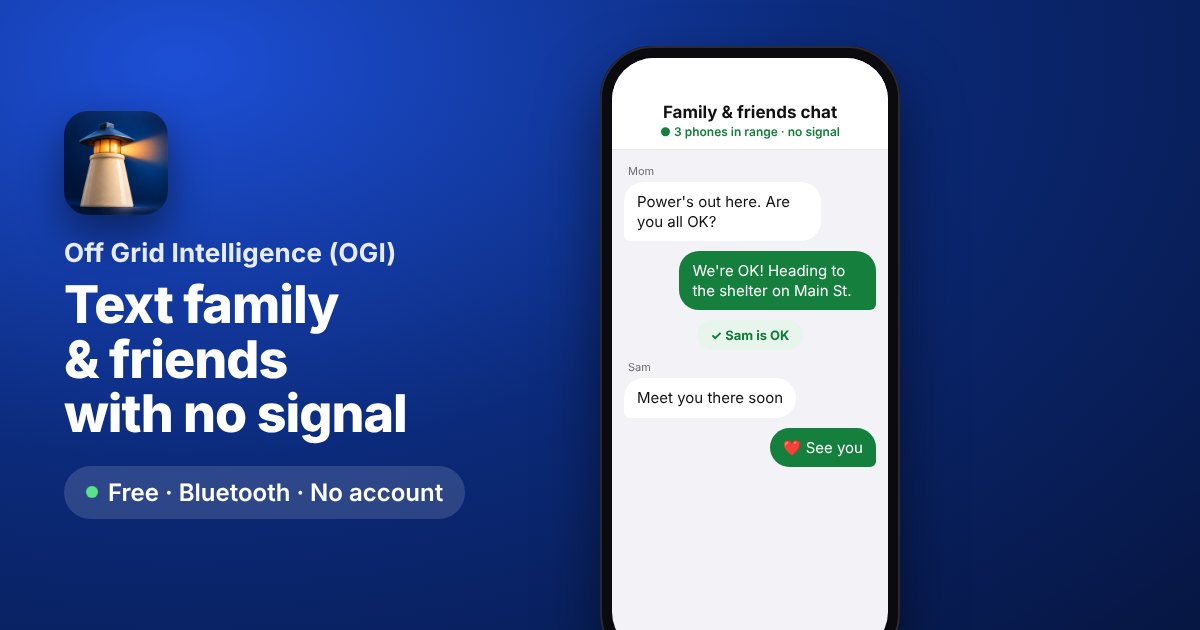 Off Grid Intelligence (OGI)
Text family
& friends
with no signal
Free · Bluetooth · No account
Family & friends chat
3 phones in range · no signal
Mom
Power's out here. Are
you all OK?
We're OK! Heading to
the shelter on Main St.
✓ Sam is OK
Sam
Meet you there soon
❤️ See you